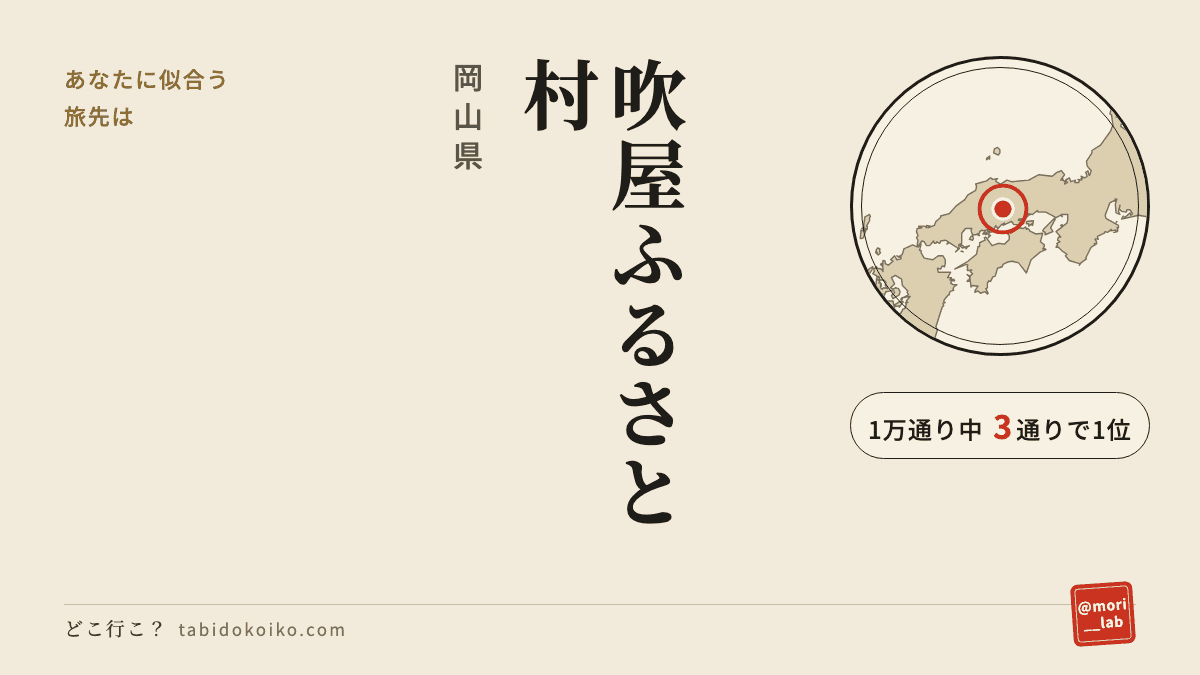 あなたに似合う
旅先は
吹屋ふるさと
村
岡山県
1万通り中 3通りで1位
どこ行こ？ tabidokoiko.com
@mori
__lab